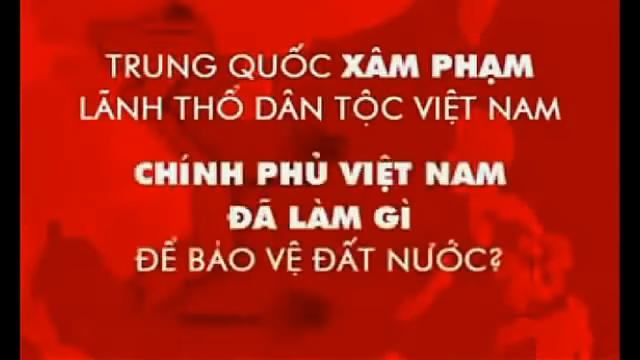 TRUNG QUỐC XÂM PHẠM
LÃNH THỔ DÂN TỘC VIỆT NAM
CHÍNH PHỦ VIỆT NAM
ĐÃ LÀM GÌ
ĐỂ BẢO VỆ ĐẤT NƯỚC?